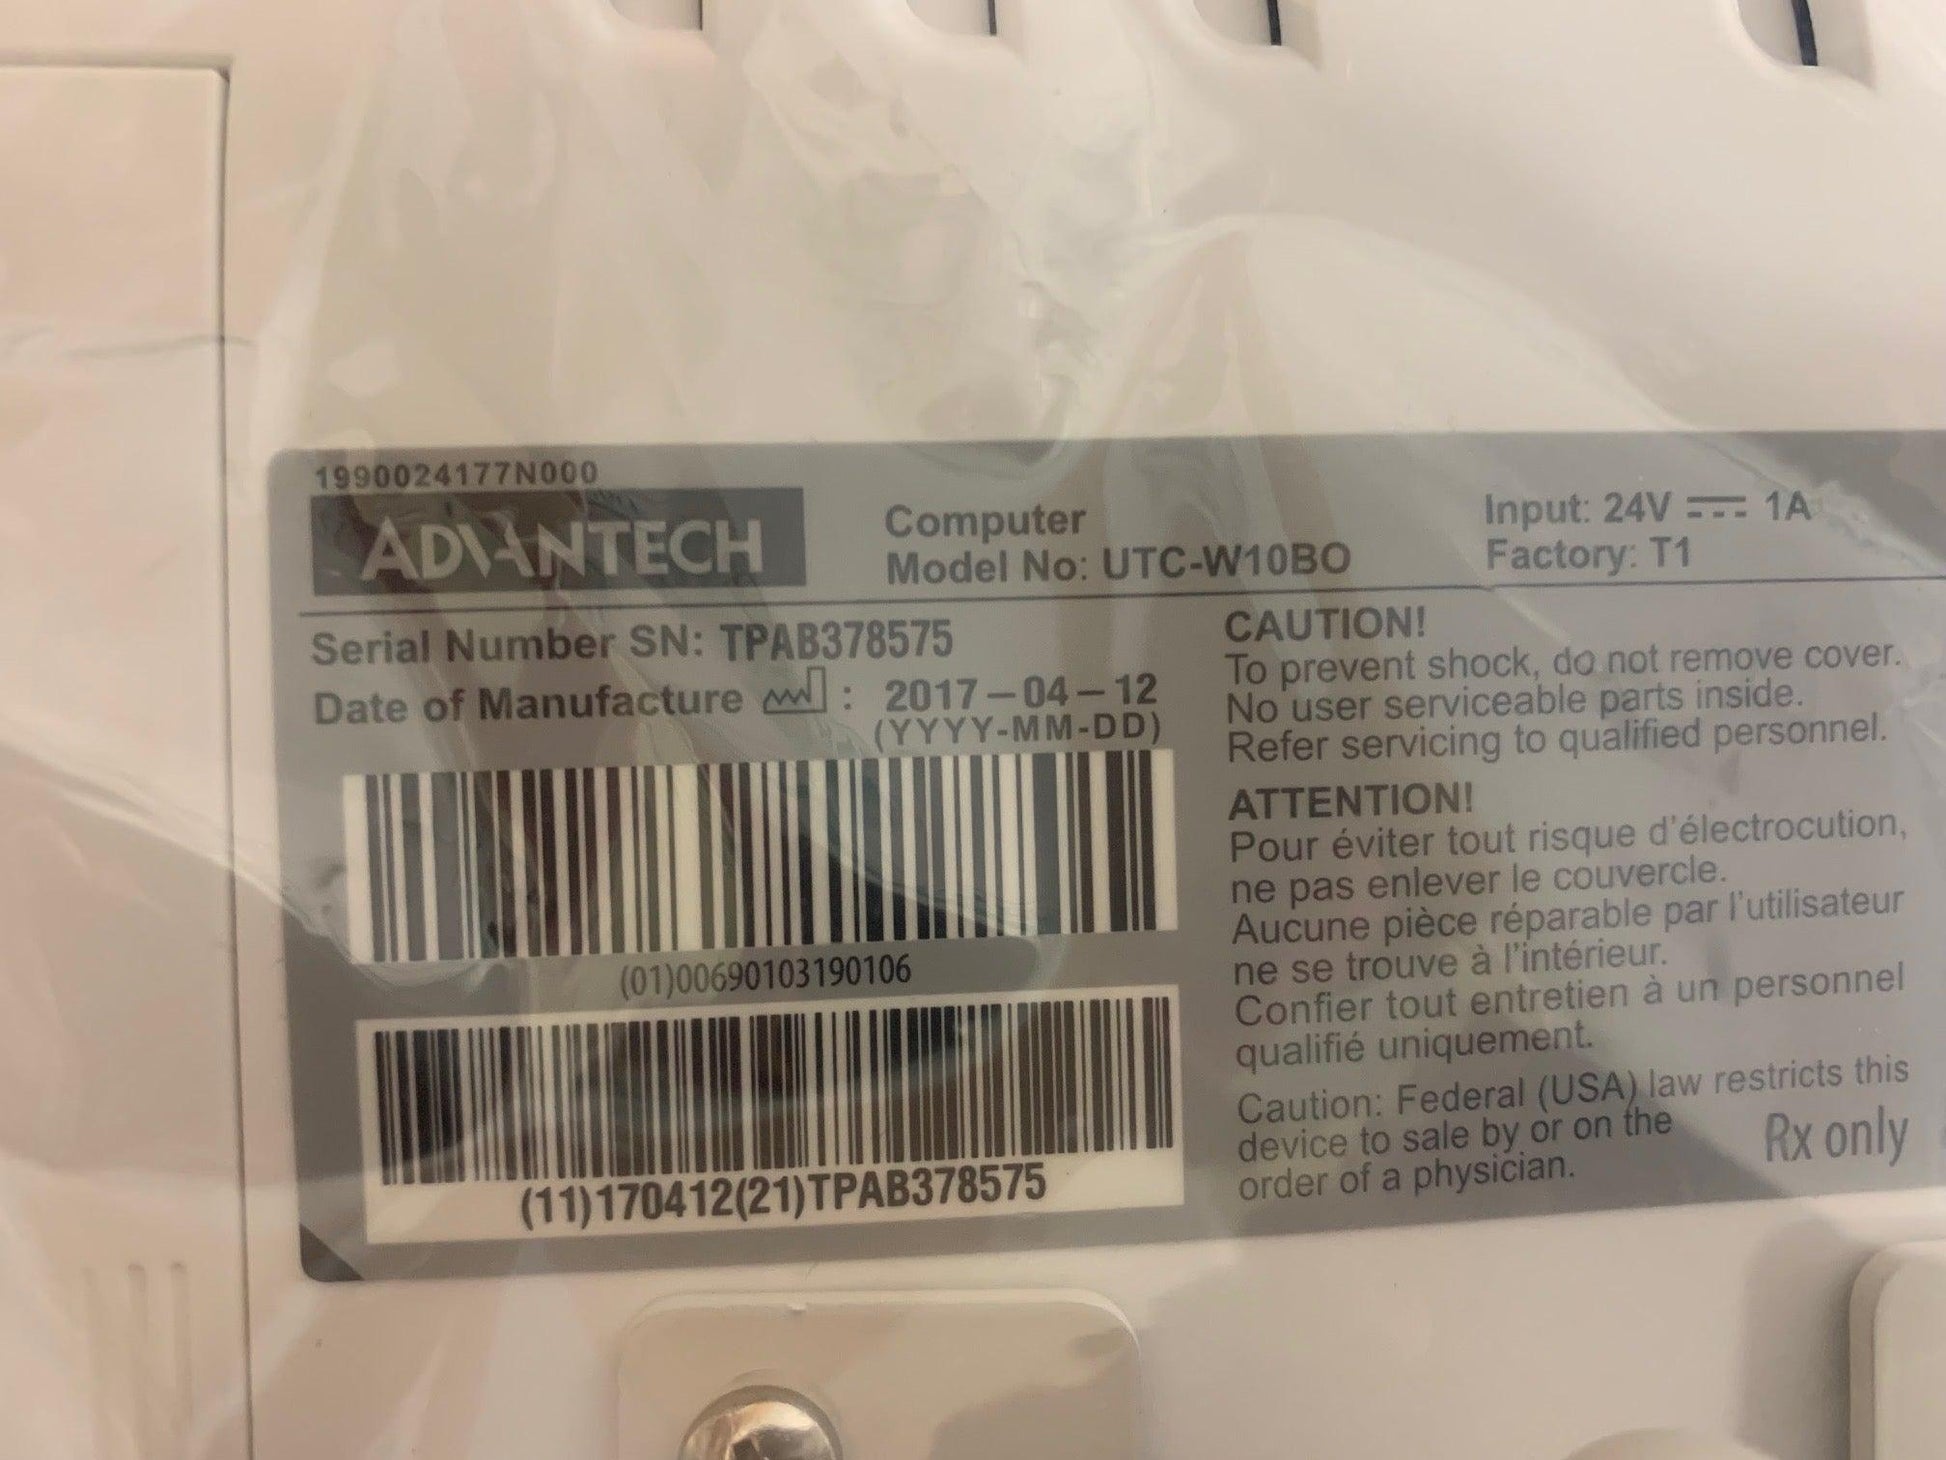 1990024177N000
ADVANTECH
Computer
Model No: UTC-W10BO
Input: 24V ⎓ 1A
Factory: T1
Serial Number SN: TPAB378575
Date of Manufacture : 2017-04-12
(YYYY-MM-DD)
(01)00690103190106
(11)170412(21)TPAB378575
CAUTION!
To prevent shock, do not remove cover.
No user serviceable parts inside.
Refer servicing to qualified personnel.
ATTENTION!
Pour éviter tout risque d'électrocution,
ne pas enlever le couvercle.
Aucune pièce réparable par l'utilisateur
ne se trouve à l'intérieur.
Confier tout entretien à un personnel
qualifié uniquement.
Caution: Federal (USA) law restricts this
device to sale by or on the
order of a physician.
Rx only